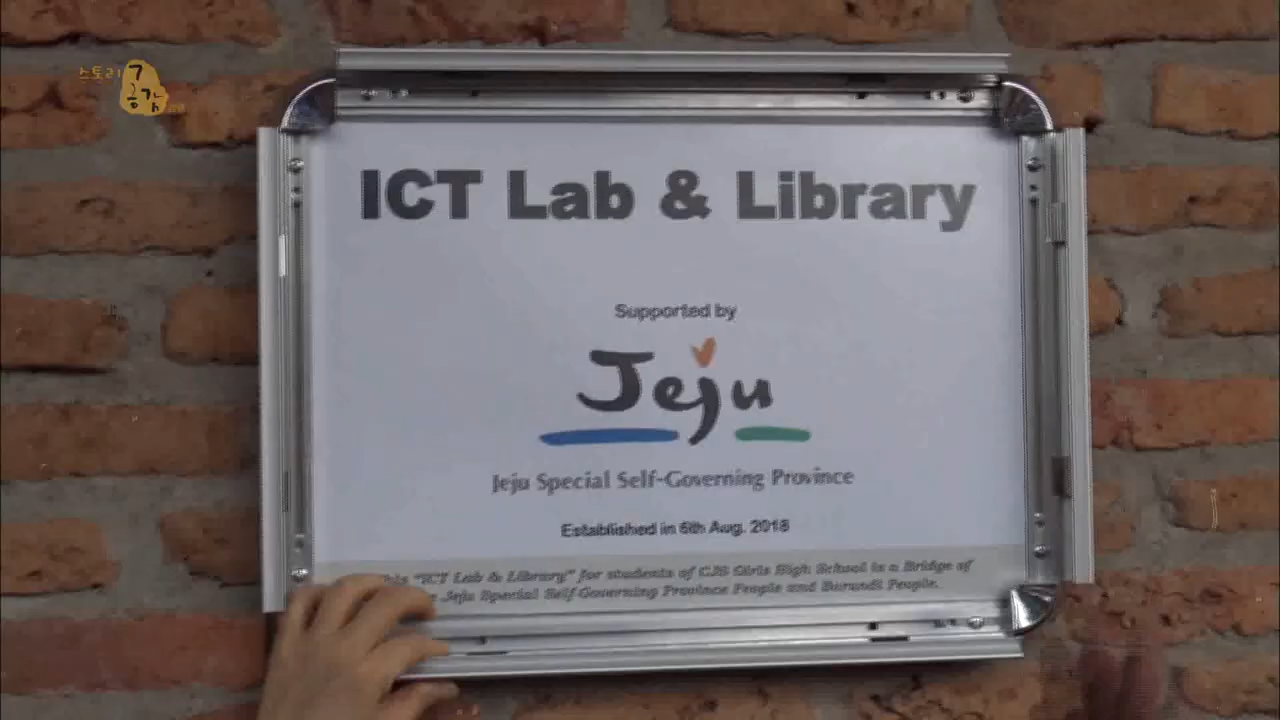 스토리
공감
ICT Lab & Library
Supported by
Jeju
Jeju Special Self-Governing Province
Established in 6th Aug. 2018
"ICT Lab & Library" for students of CJB Girls High School is a Bridge of
Jeju Special Self-Governing Province People and Burundi People.